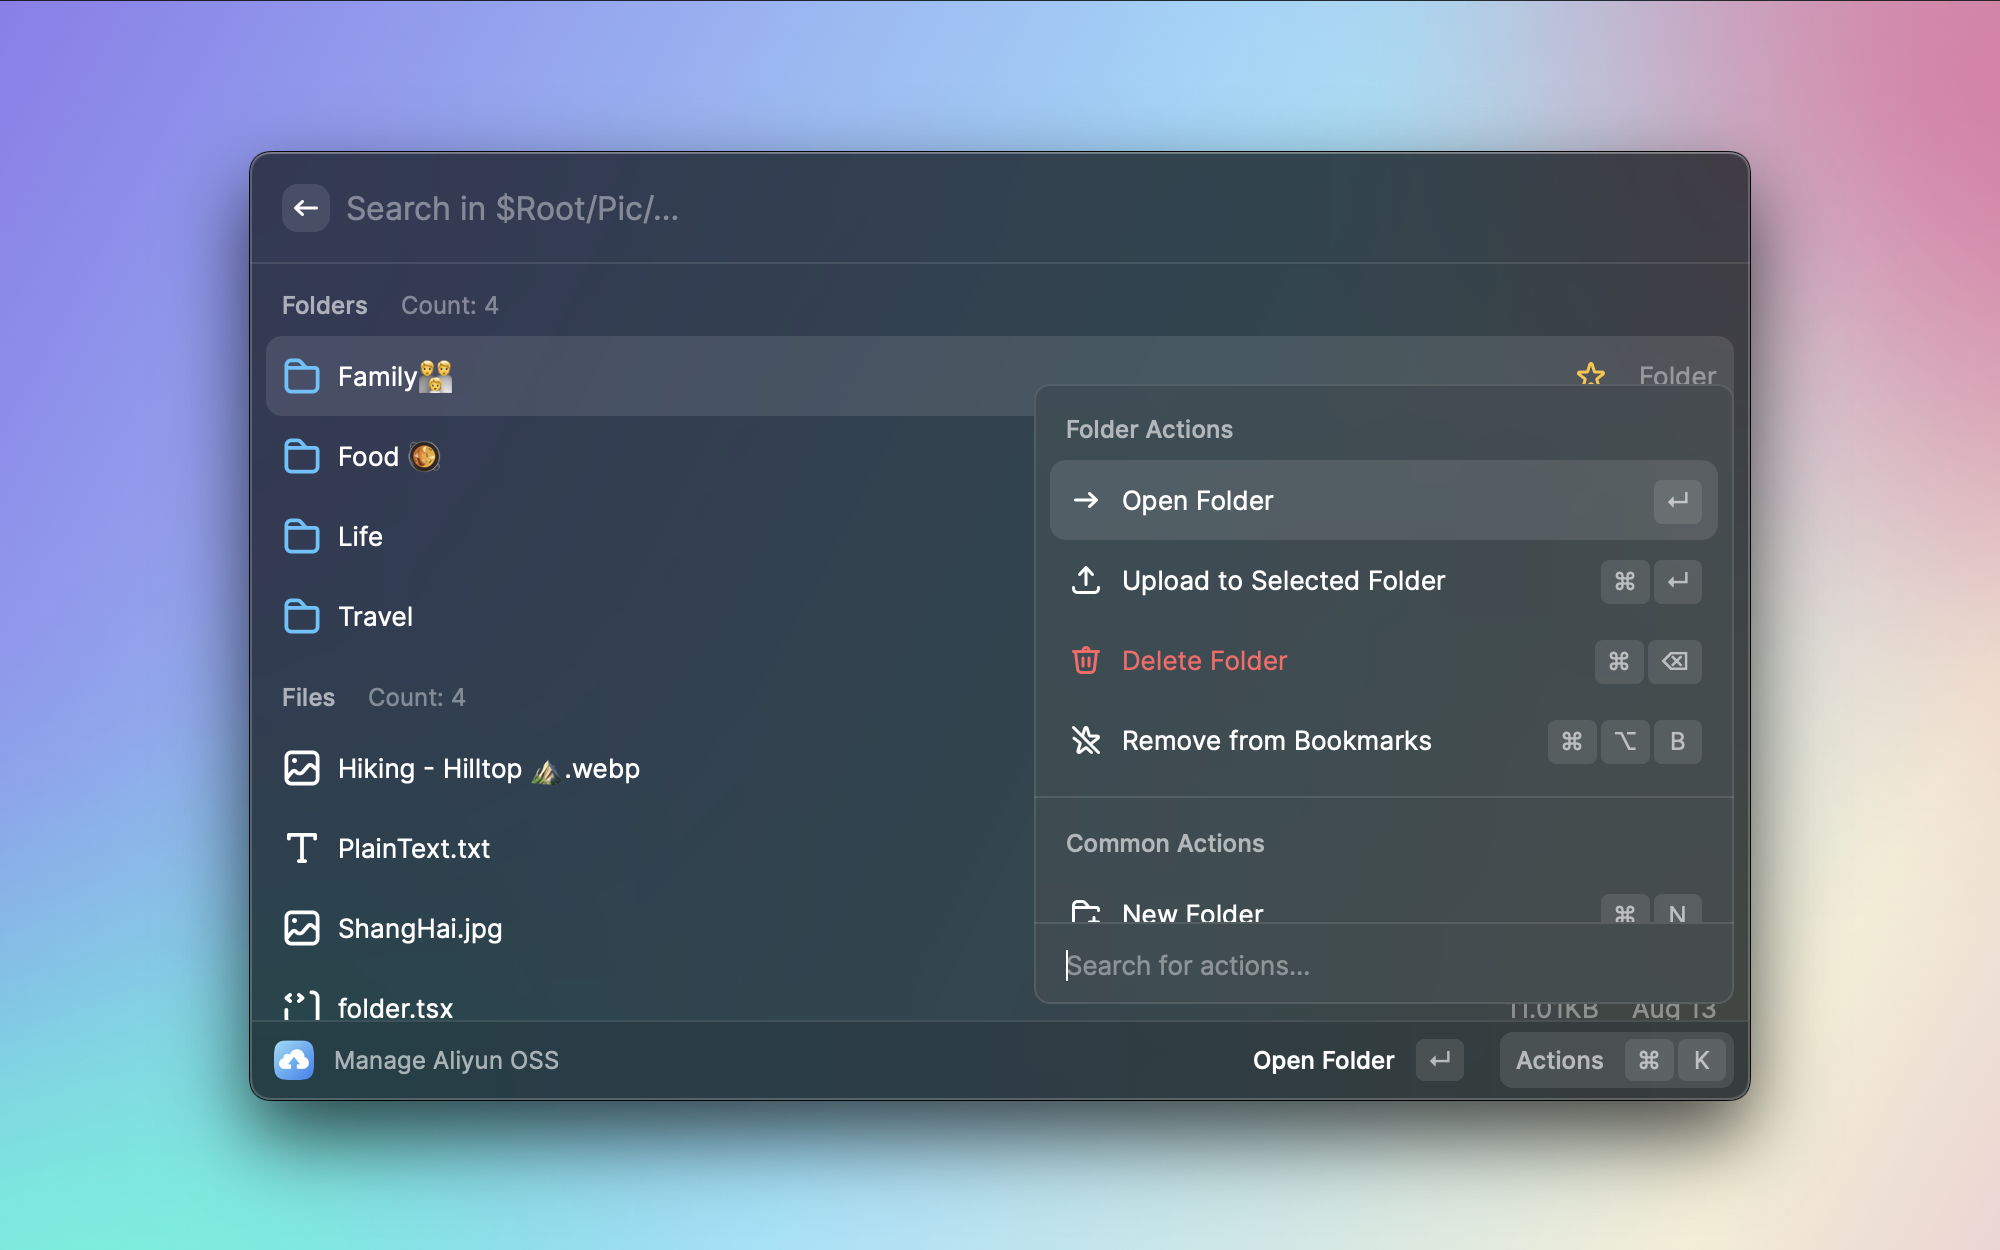 Search in $Root/Pic/...
Folders Count: 4
Family👨‍👩‍👦 Folder
Food 🥘
Life
Travel
Files Count: 4
Hiking - Hilltop ⛰️.webp
PlainText.txt
ShangHai.jpg
folder.tsx 11.01KB Aug 13
Folder Actions
Open Folder ↵
Upload to Selected Folder ⌘ ↵
Delete Folder ⌘ ⌫
Remove from Bookmarks ⌘ ⌥ B
Common Actions
New Folder ⌘ N
Search for actions...
Manage Aliyun OSS Open Folder ↵ Actions ⌘ K